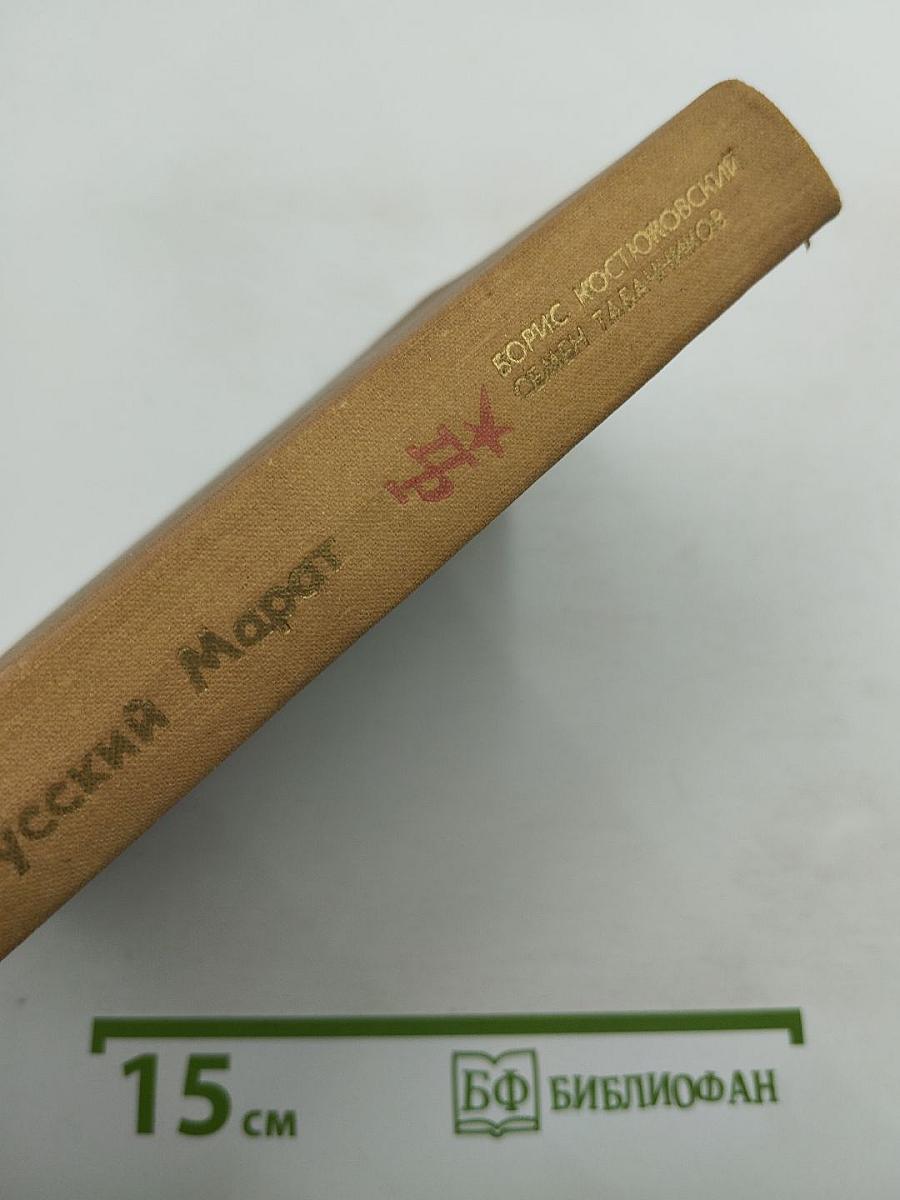 БОРИС КОСТЮКОВСКИЙ
СЕМЕН ТАБАЧНИКОВ
усский Марат
15 см
БФ БИБЛИОФАН